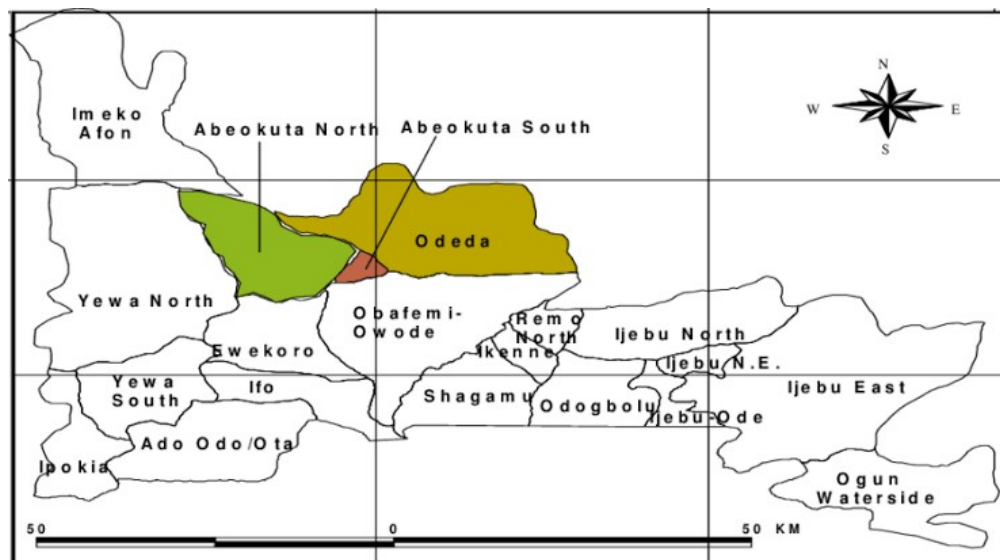 N
Imeko
Afon
W
E
Abeokuta North
Abeokuta South
S
Odeda
Yewa North
Obafemi-
Owode
Remo
North
Ijebu North
Ewekoro
Ikenne
Ijebu N.E.
Yewa
South
Ifo
Shagamu
Odogbolu
Ijebu East
Ijebu-Ode
Ado Odo/Ota
Ipokia
Ogun
Waterside
50
0
50 KM